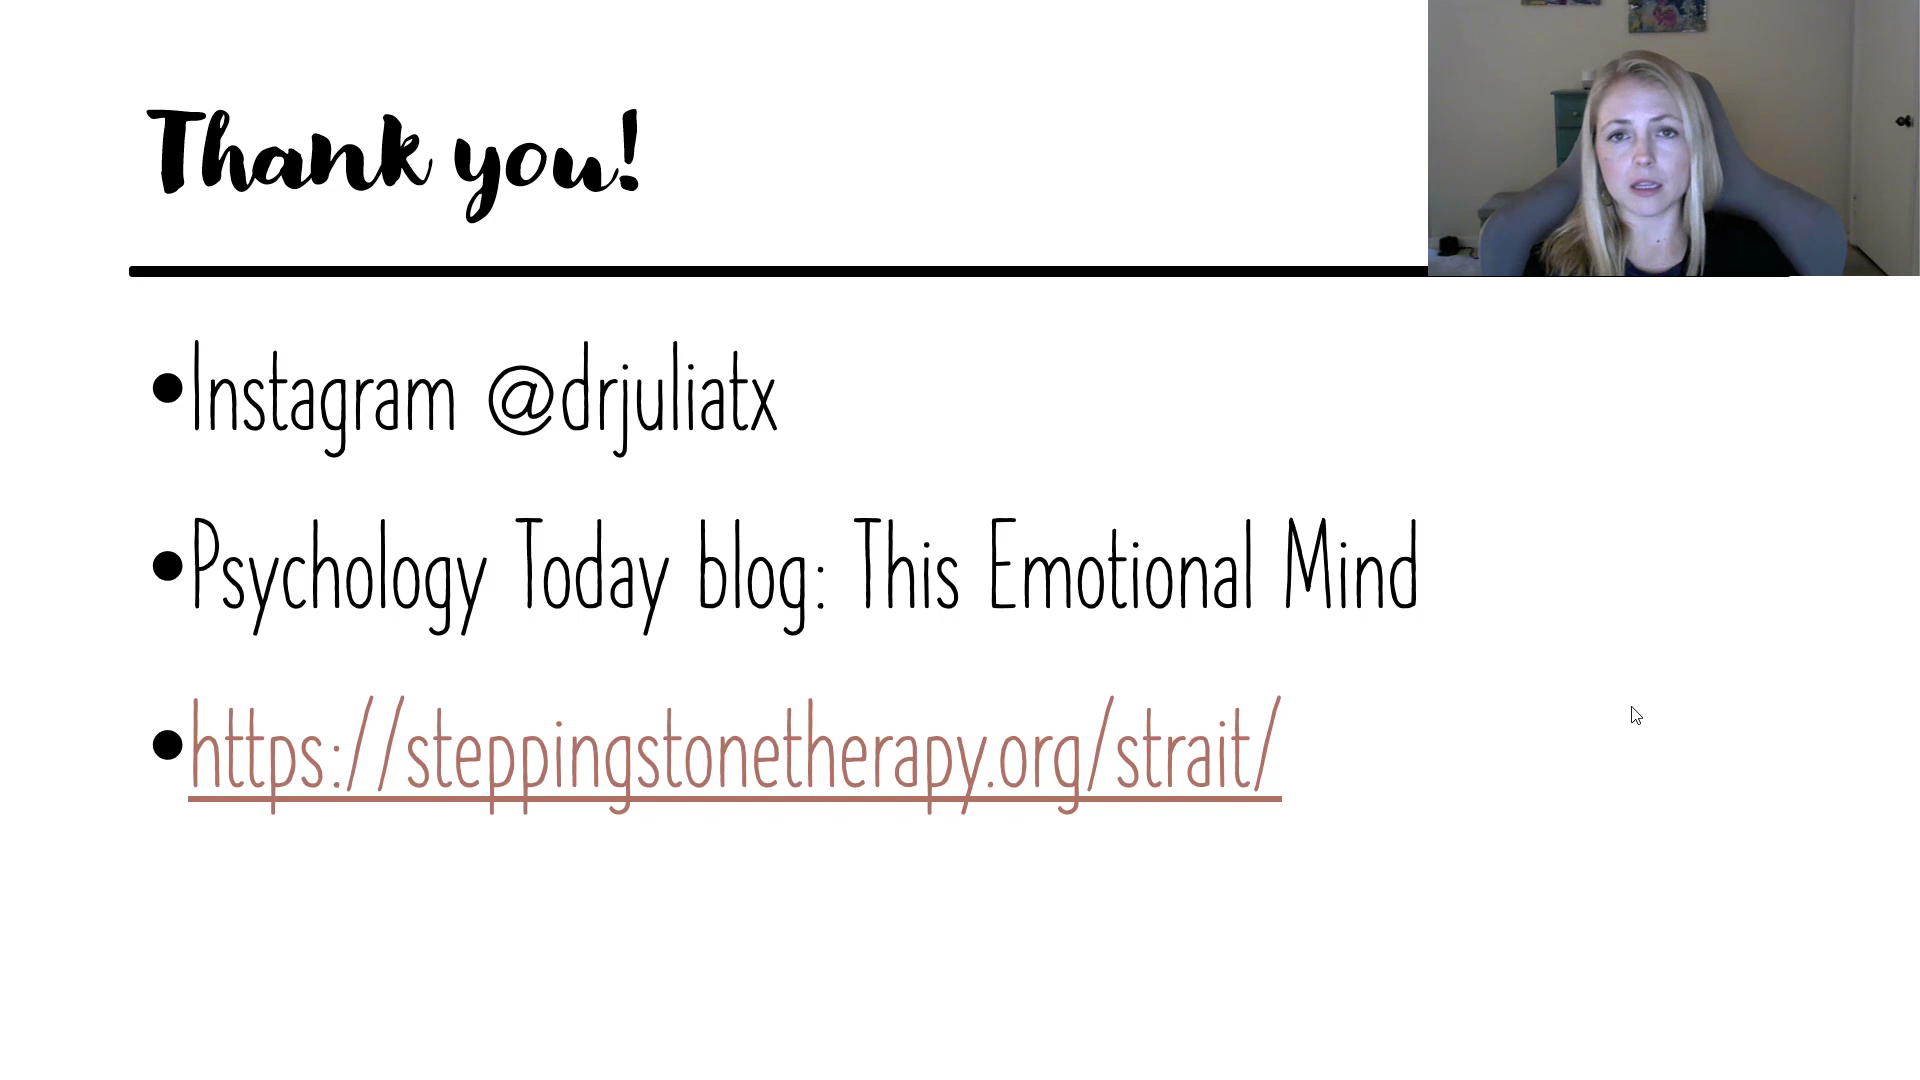 Thank you!
•Instagram @drjuliatx
•Psychology Today blog: This Emotional Mind
•https://steppingstonetherapy.org/strait/